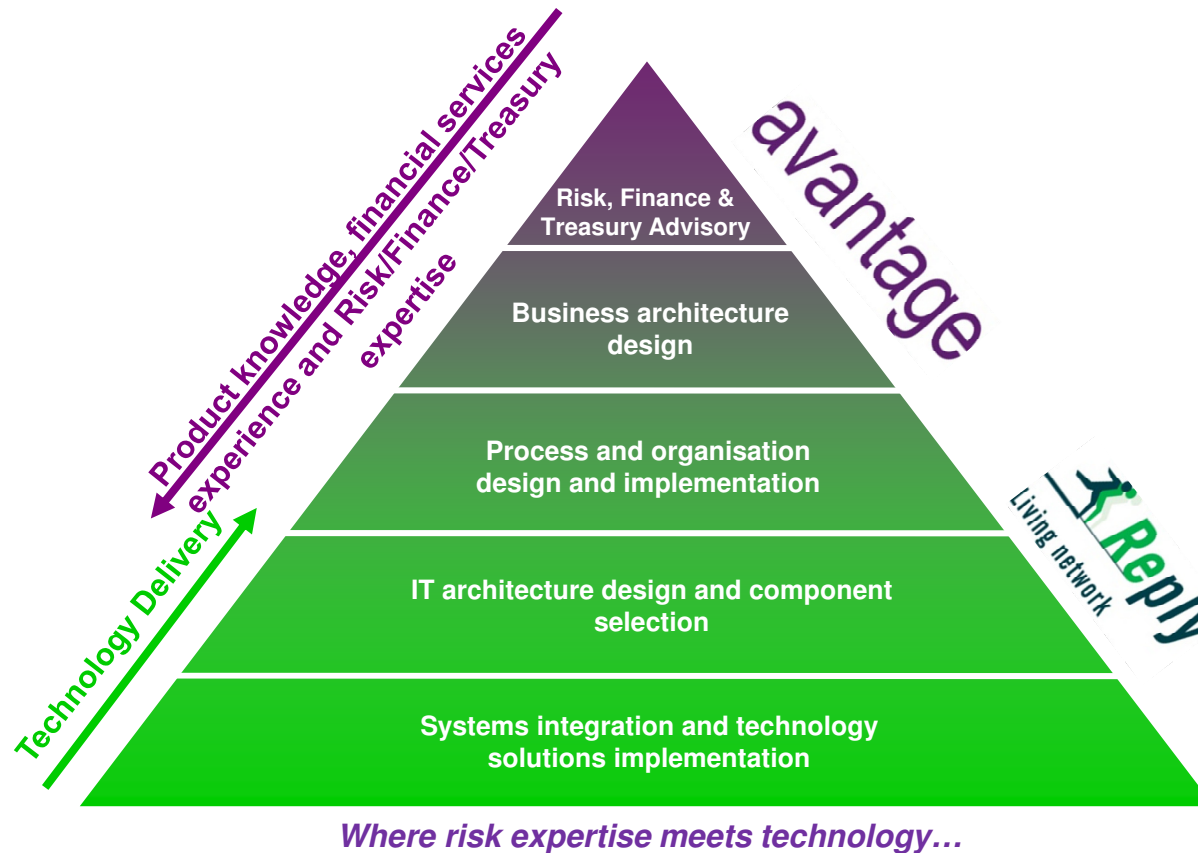 Product knowledge, financial services
experience and Risk/Finance/Treasury
expertise
Technology Delivery
avantage
Risk, Finance &
Treasury Advisory
Business architecture
design
Process and organisation
design and implementation
Reply
Living network
IT architecture design and component
selection
Systems integration and technology
solutions implementation
Where risk expertise meets technology…